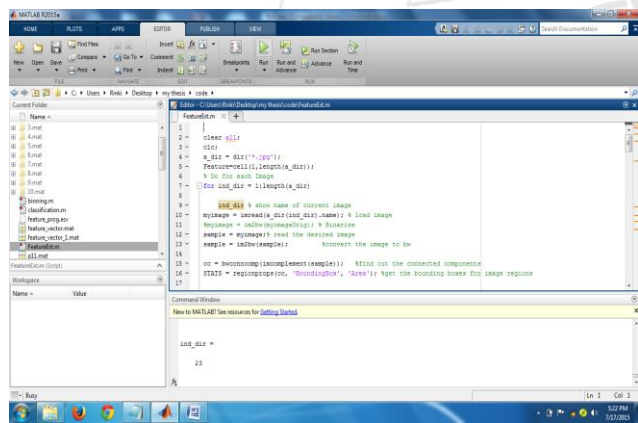 MATLAB R2015a
HOME PLOTS APPS EDITOR PUBLISH VIEW
Search Documentation
New Open Save Find Files Compare Print Go To Find Insert Comment Indent Breakpoints Run Run and Advance Run Section Advance Run and Time
FILE NAVIGATE EDIT BREAKPOINTS RUN
C: Users Rinki Desktop my thesis code
Current Folder
Name
3.mat
4.mat
5.mat
6.mat
7.mat
8.mat
9.mat
10.mat
binning.m
classification.m
feature_prog.asv
feature_vector.mat
feature_vector_1.mat
FeatureExt.m
o11.mat
FeatureExt.m (Script)
Workspace
Name Value
Editor - C:\Users\Rinki\Desktop\my thesis\code\FeatureExt.m
FeatureExt.m
1
2 clear all;
3 clc;
4 a_dir = dir('*.jpg');
5 Feature=cell(1,length(a_dir));
6 % Do for each Image
7 for ind_dir = 1:length(a_dir)
8
9 ind_dir % show name of current image
10 myimage = imread(a_dir(ind_dir).name); % load image
11 %myimage = im2bw(myimageOrig); % Binarise
12 sample = myimage;% read the desired image
13 sample = im2bw(sample); %convert the image to bw
14
15 cc = bwconncomp(imcomplement(sample)); %find out the connected components
16 STATS = regionprops(cc, 'BoundingBox', 'Area'); %get the bounding boxes for image regions
17
Command Window
New to MATLAB? See resources for Getting Started.
ind_dir =
23
fx
Busy
Ln 1 Col 1
5:22 PM
7/17/2015